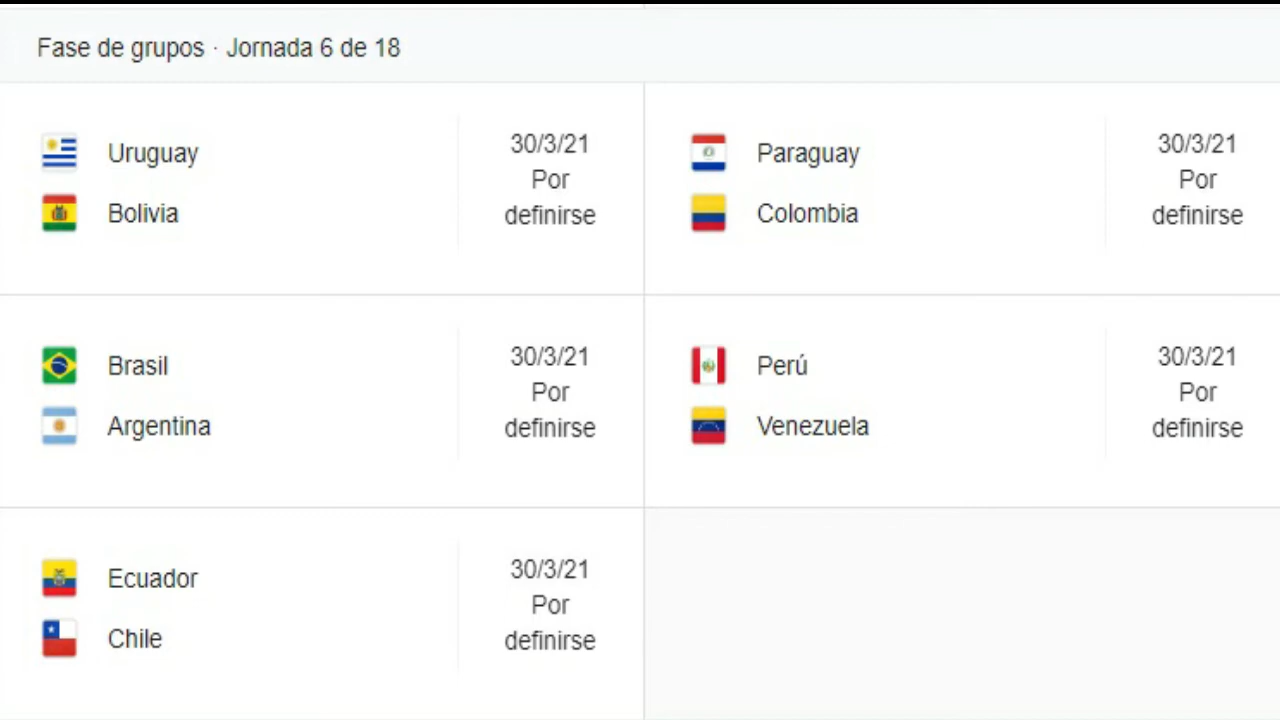 Fase de grupos · Jornada 6 de 18
Uruguay
Bolivia
30/3/21
Por
definirse
Paraguay
Colombia
30/3/21
Por
definirse
Brasil
Argentina
30/3/21
Por
definirse
Perú
Venezuela
30/3/21
Por
definirse
Ecuador
Chile
30/3/21
Por
definirse